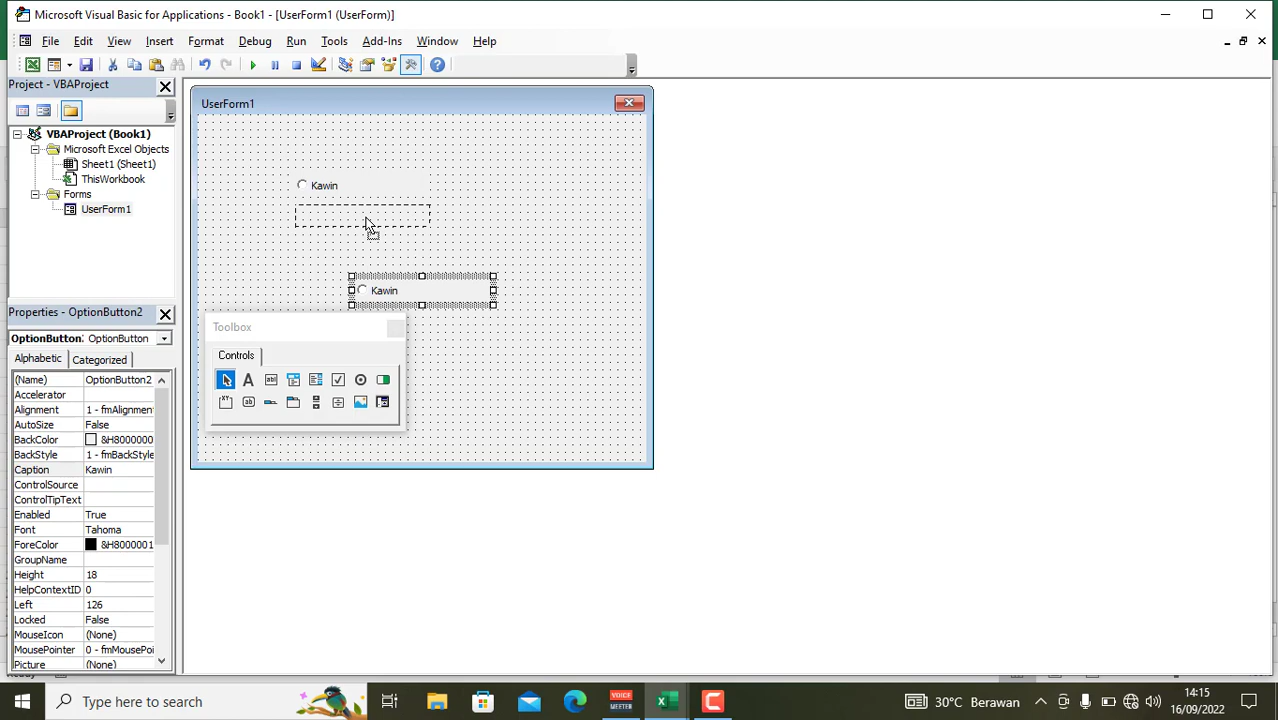 Microsoft Visual Basic for Applications - Book1 - [UserForm1 (UserForm)]
File Edit View Insert Format Debug Run Tools Add-Ins Window Help
Project - VBAProject
VBAProject (Book1)
Microsoft Excel Objects
Sheet1 (Sheet1)
ThisWorkbook
Forms
UserForm1
UserForm1
Kawin
Kawin
Toolbox
Controls
Properties - OptionButton2
OptionButton: OptionButton
Alphabetic Categorized
(Name) OptionButton2
Accelerator
Alignment 1 - fmAlignment
AutoSize False
BackColor &H8000000
BackStyle 1 - fmBackStyle
Caption Kawin
ControlSource
ControlTipText
Enabled True
Font Tahoma
ForeColor &H8000001
GroupName
Height 18
HelpContextID 0
Left 126
Locked False
MouseIcon (None)
MousePointer 0 - fmMousePoi
Picture (None)
Type here to search
VOICE
MEETER
30°C Berawan
14:15
16/09/2022